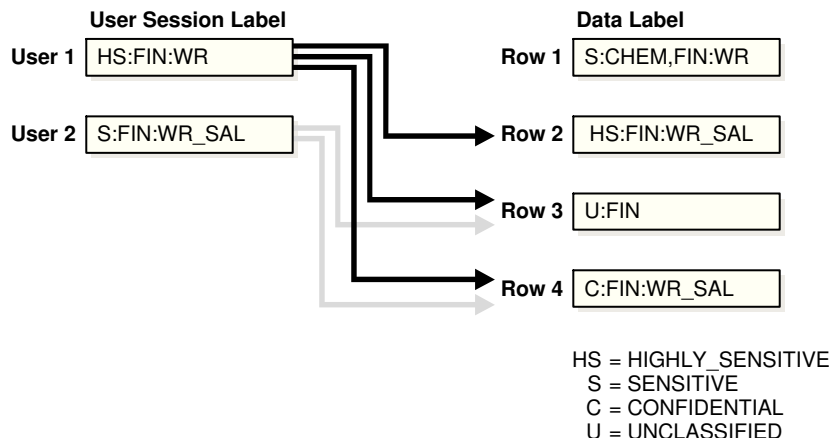 User Session Label Data Label
User 1 HS:FIN:WR Row 1 S:CHEM,FIN:WR
User 2 S:FIN:WR_SAL Row 2 HS:FIN:WR_SAL
Row 3 U:FIN
Row 4 C:FIN:WR_SAL
HS = HIGHLY_SENSITIVE
S = SENSITIVE
C = CONFIDENTIAL
U = UNCLASSIFIED